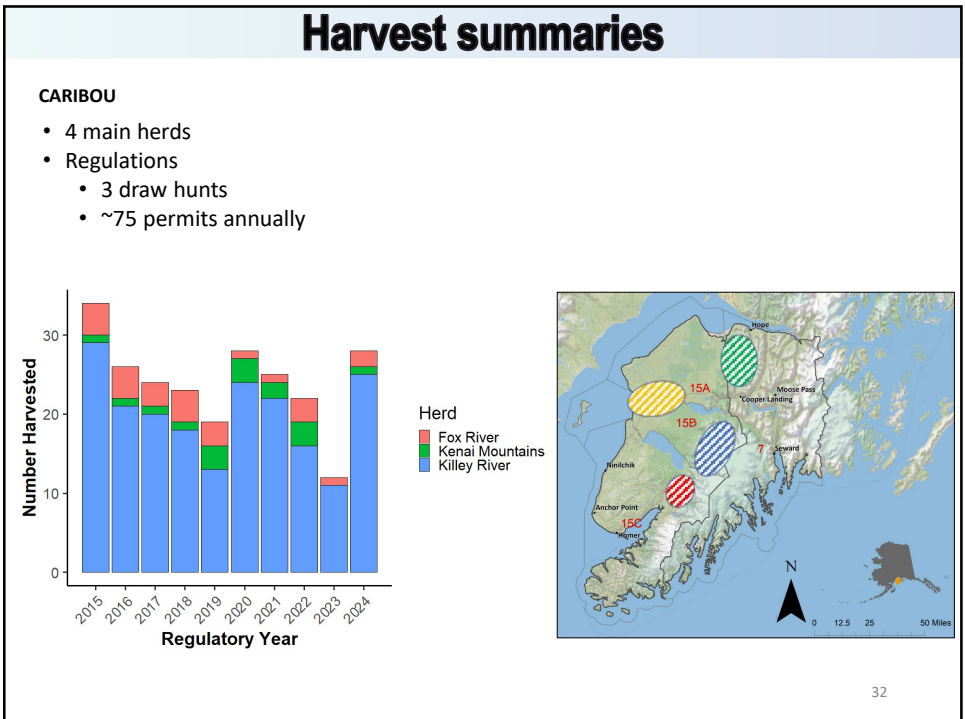 Harvest summaries
CARIBOU
• 4 main herds
• Regulations
• 3 draw hunts
• ~75 permits annually
Number Harvested
30
20
10
0
2015
2016
2017
2018
2019
2020
2021
2022
2023
2024
Regulatory Year
Herd
Fox River
Kenai Mountains
Killey River
Hope
15A
Moose Pass
Cooper Landing
15B
7
Seward
Ninilchik
Anchor Point
15C
Homer
N
0 12.5 25 50 Miles
32